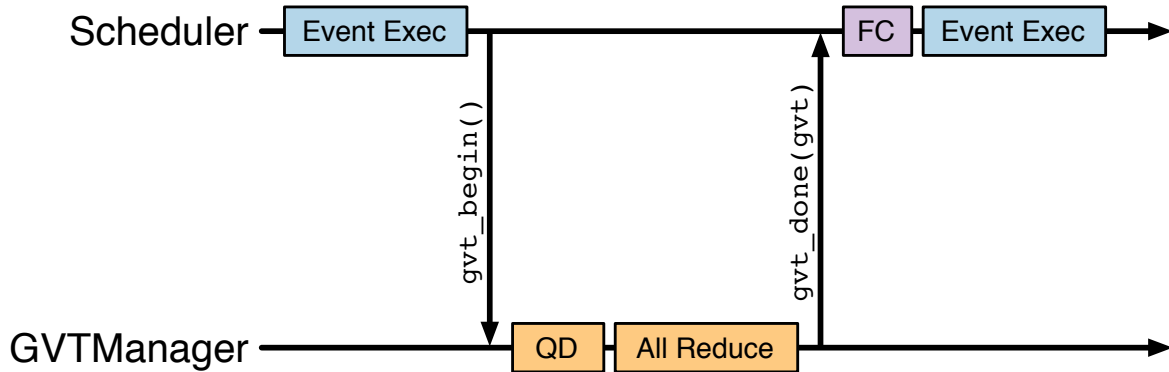 Scheduler
Event Exec
FC
Event Exec
gvt_begin()
gvt_done(gvt)
GVTManager
QD
All Reduce